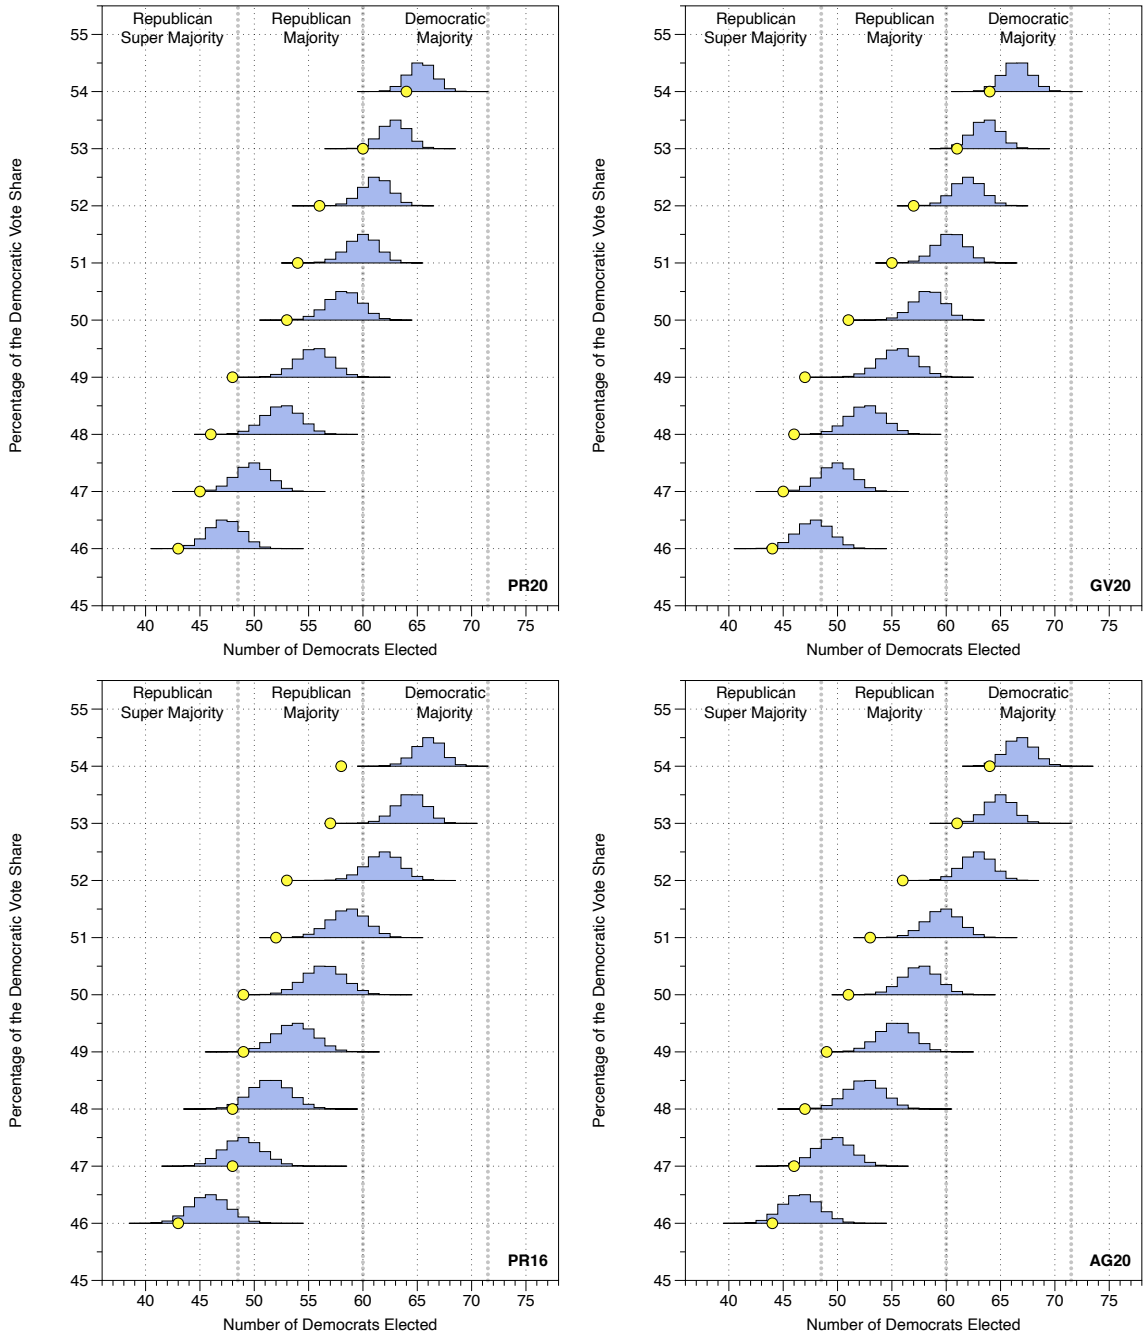 Republican Super Majority
Republican Majority
Democratic Majority
Percentage of the Democratic Vote Share
55
54
53
52
51
50
49
48
47
46
45
PR20
40 45 50 55 60 65 70 75
Number of Democrats Elected
Republican Super Majority
Republican Majority
Democratic Majority
Percentage of the Democratic Vote Share
55
54
53
52
51
50
49
48
47
46
45
GV20
40 45 50 55 60 65 70 75
Number of Democrats Elected
Republican Super Majority
Republican Majority
Democratic Majority
Percentage of the Democratic Vote Share
55
54
53
52
51
50
49
48
47
46
45
PR16
40 45 50 55 60 65 70 75
Number of Democrats Elected
Republican Super Majority
Republican Majority
Democratic Majority
Percentage of the Democratic Vote Share
55
54
53
52
51
50
49
48
47
46
45
AG20
40 45 50 55 60 65 70 75
Number of Democrats Elected